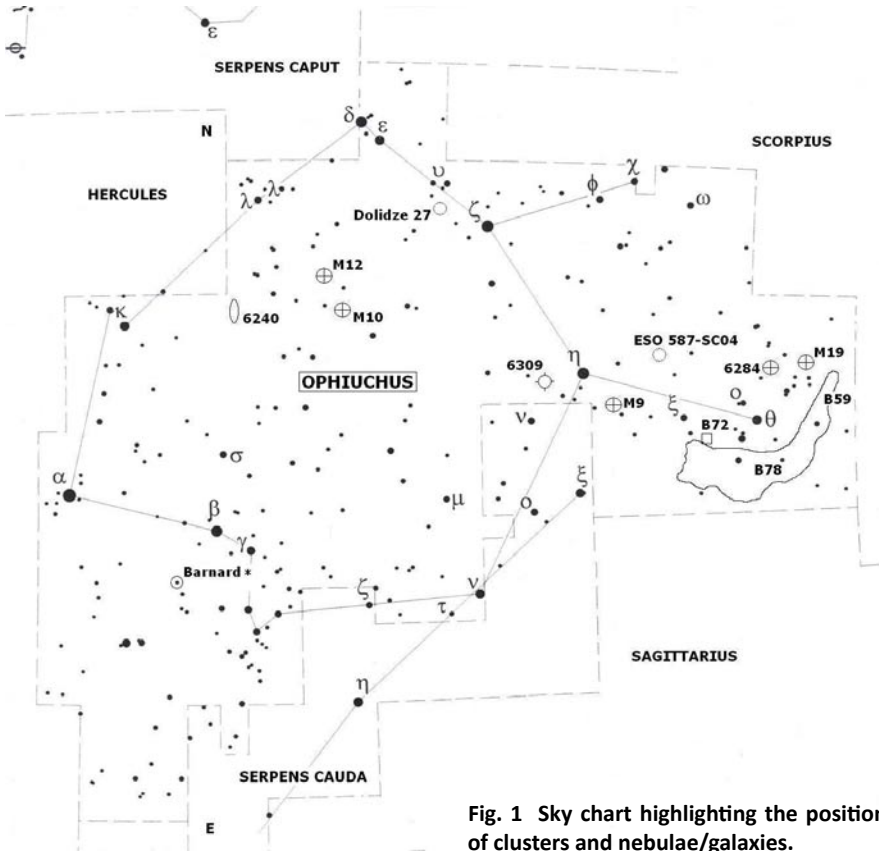 ε
φ
SERPENS CAPUT
N
δ
ε
SCORPIUS
HERCULES
λ
λ
υ
Dolidze 27
ζ
ϕ
χ
ω
M12
κ
6240
M10
ESO 587-SC04
η
6309
6284
M19
OPHIUCHUS
M9
ν
ξ
ο
θ
B59
B72
B78
σ
α
β
γ
μ
ξ
ο
Barnard *
ζ
ν
τ
SAGITTARIUS
η
SERPENS CAUDA
E
Fig. 1 Sky chart highlighting the position
of clusters and nebulae/galaxies.